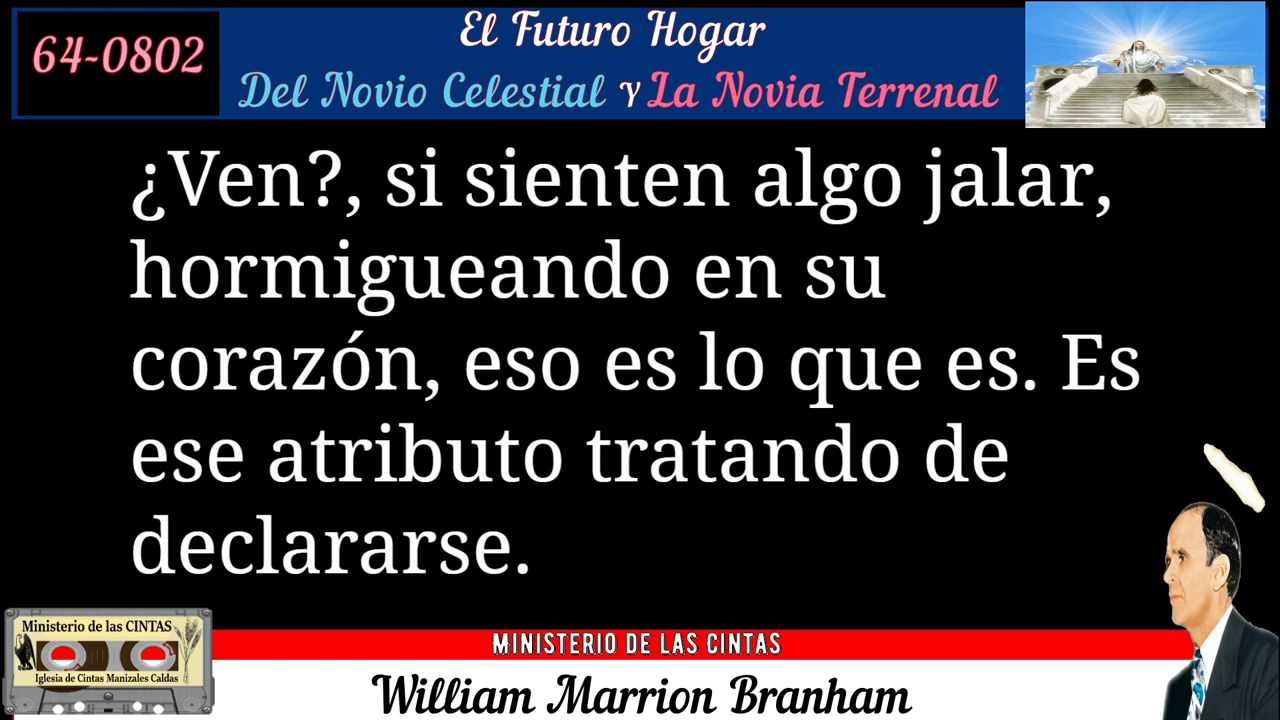 64-0802
El Futuro Hogar
Del Novio Celestial Y La Novia Terrenal
¿Ven?, si sienten algo jalar,
hormigueando en su
corazón, eso es lo que es. Es
ese atributo tratando de
declararse.
Ministerio de las CINTAS
Iglesia de Cintas Manizales Caldas
MINISTERIO DE LAS CINTAS
William Marrion Branham